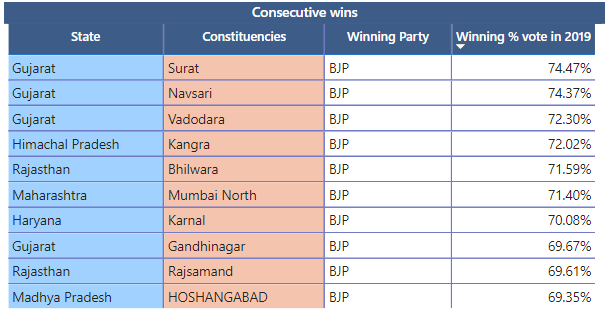 Consecutive wins
State Constituencies Winning Party Winning % vote in 2019
Gujarat Surat BJP 74.47%
Gujarat Navsari BJP 74.37%
Gujarat Vadodara BJP 72.30%
Himachal Pradesh Kangra BJP 72.02%
Rajasthan Bhilwara BJP 71.59%
Maharashtra Mumbai North BJP 71.40%
Haryana Karnal BJP 70.08%
Gujarat Gandhinagar BJP 69.67%
Rajasthan Rajsamand BJP 69.61%
Madhya Pradesh HOSHANGABAD BJP 69.35%